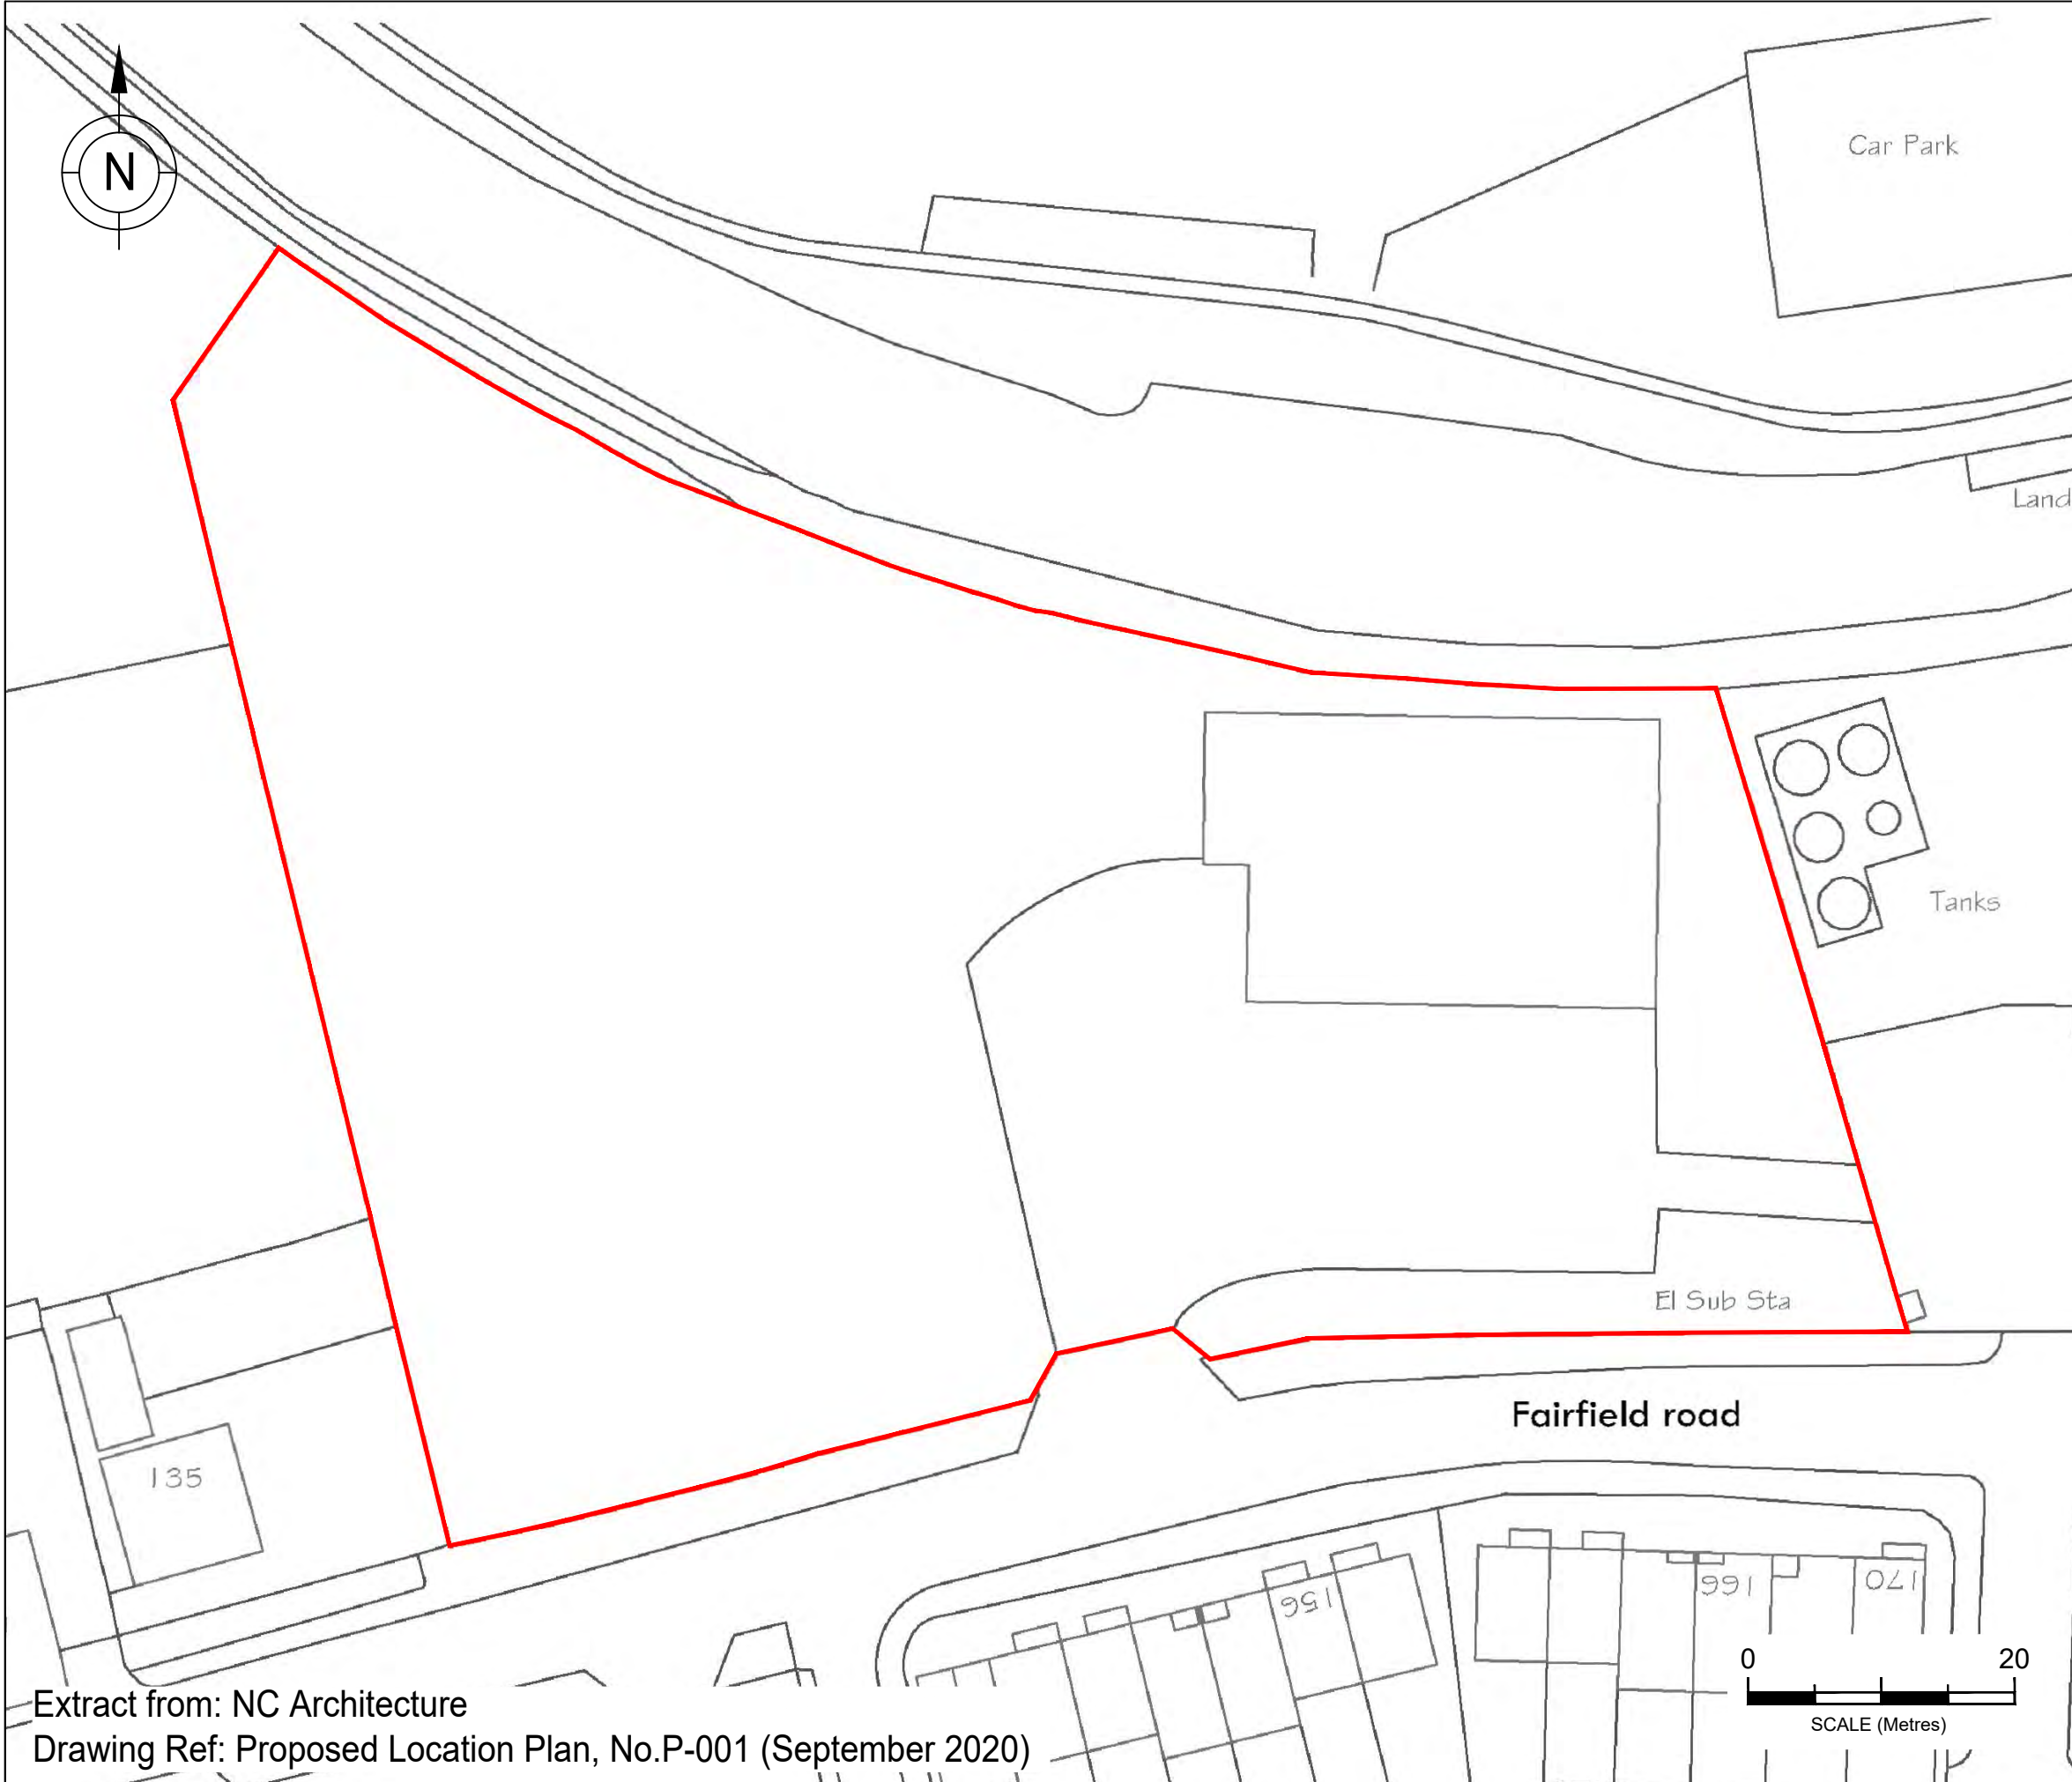 N
Car Park
Land
Tanks
El Sub Sta
Fairfield road
135
156
166
170
0 20
SCALE (Metres)
Extract from: NC Architecture
Drawing Ref: Proposed Location Plan, No.P-001 (September 2020)